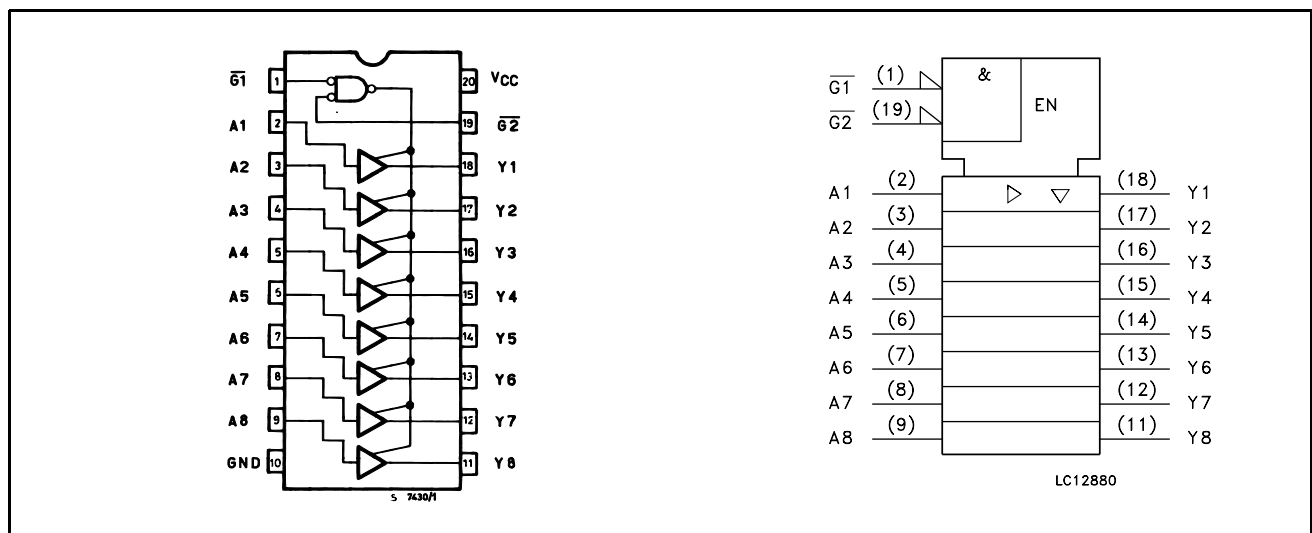 G1 1 20 VCC
A1 2 19 G2
A2 3 18 Y1
A3 4 17 Y2
A4 5 16 Y3
A5 6 15 Y4
A6 7 14 Y5
A7 8 13 Y6
A8 9 12 Y7
GND 10 11 Y8
S 7430/1
G1 (1) & EN
G2 (19)
A1 (2) (18) Y1
A2 (3) (17) Y2
A3 (4) (16) Y3
A4 (5) (15) Y4
A5 (6) (14) Y5
A6 (7) (13) Y6
A7 (8) (12) Y7
A8 (9) (11) Y8
LC12880